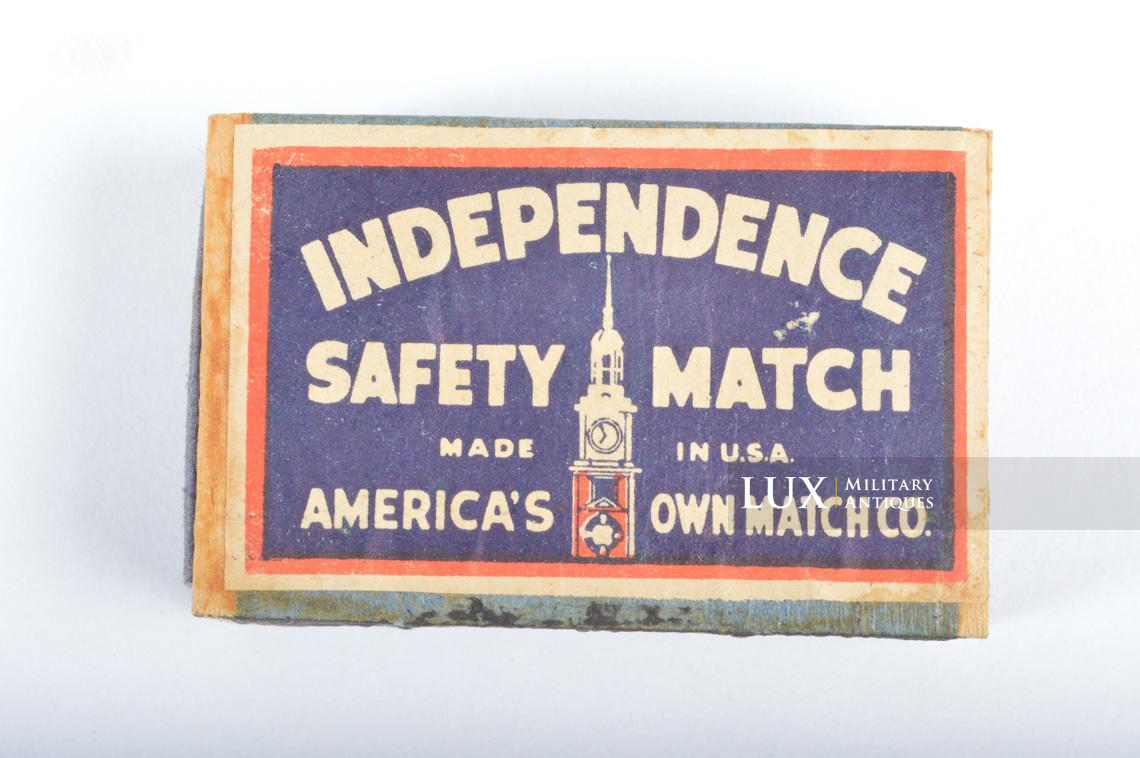 INDEPENDENCE
SAFETY MATCH
MADE IN U.S.A.
AMERICA'S OWN MATCH CO.
LUX MILITARY ANTIQUES